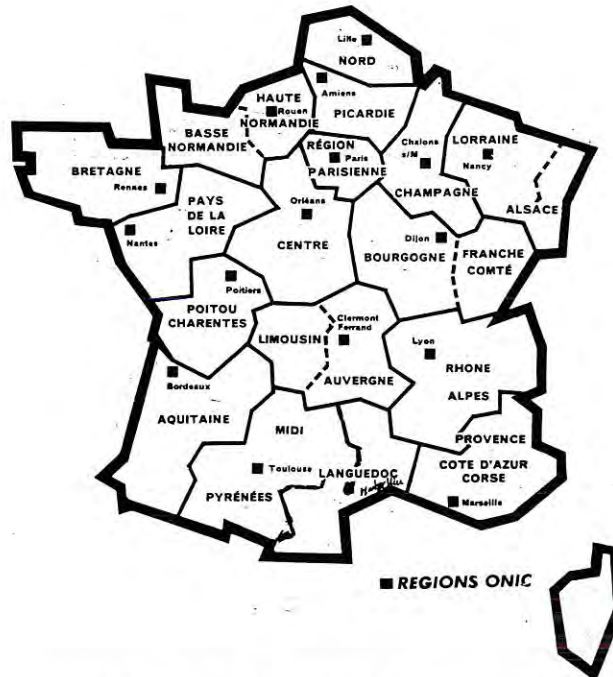 Lille
NORD
Amiens
HAUTE
Rouen
NORMANDIE
PICARDIE
BASSE
NORMANDIE
RÉGION
Paris
PARISIENNE
Chalons
s/M
CHAMPAGNE
LORRAINE
Nancy
ALSACE
BRETAGNE
Rennes
PAYS
DE LA
LOIRE
Nantes
Orléans
CENTRE
Dijon
BOURGOGNE
FRANCHE
COMTÉ
Poitiers
POITOU
CHARENTES
LIMOUSIN
Clermont
Ferrand
AUVERGNE
Lyon
RHONE
ALPES
Bordeaux
AQUITAINE
MIDI
Toulouse
PYRÉNÉES
LANGUEDOC
PROVENCE
COTE D'AZUR
CORSE
Marseille
REGIONS ONIC